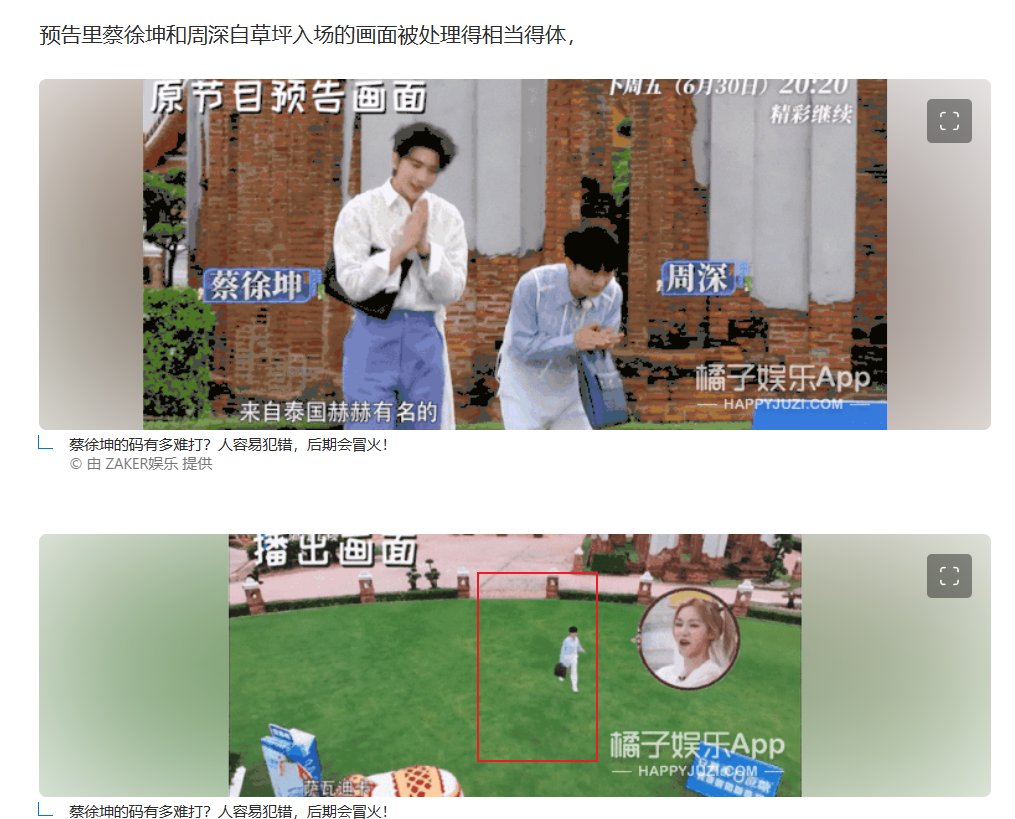 预告里蔡徐坤和周深自草坪入场的画面被处理得相当得体，
原节目预告画面
下周五（6月30日）20:20
精彩继续
蔡徐坤
周深
橘子娱乐App
— HAPPYJUZI.COM —
来自泰国赫赫有名的
蔡徐坤的码有多难打？人容易犯错，后期会冒火！
© 由 ZAKER娱乐 提供
播出画面
橘子娱乐App
— HAPPYJUZI.COM —
萨瓦迪卡
蔡徐坤的码有多难打？人容易犯错，后期会冒火！